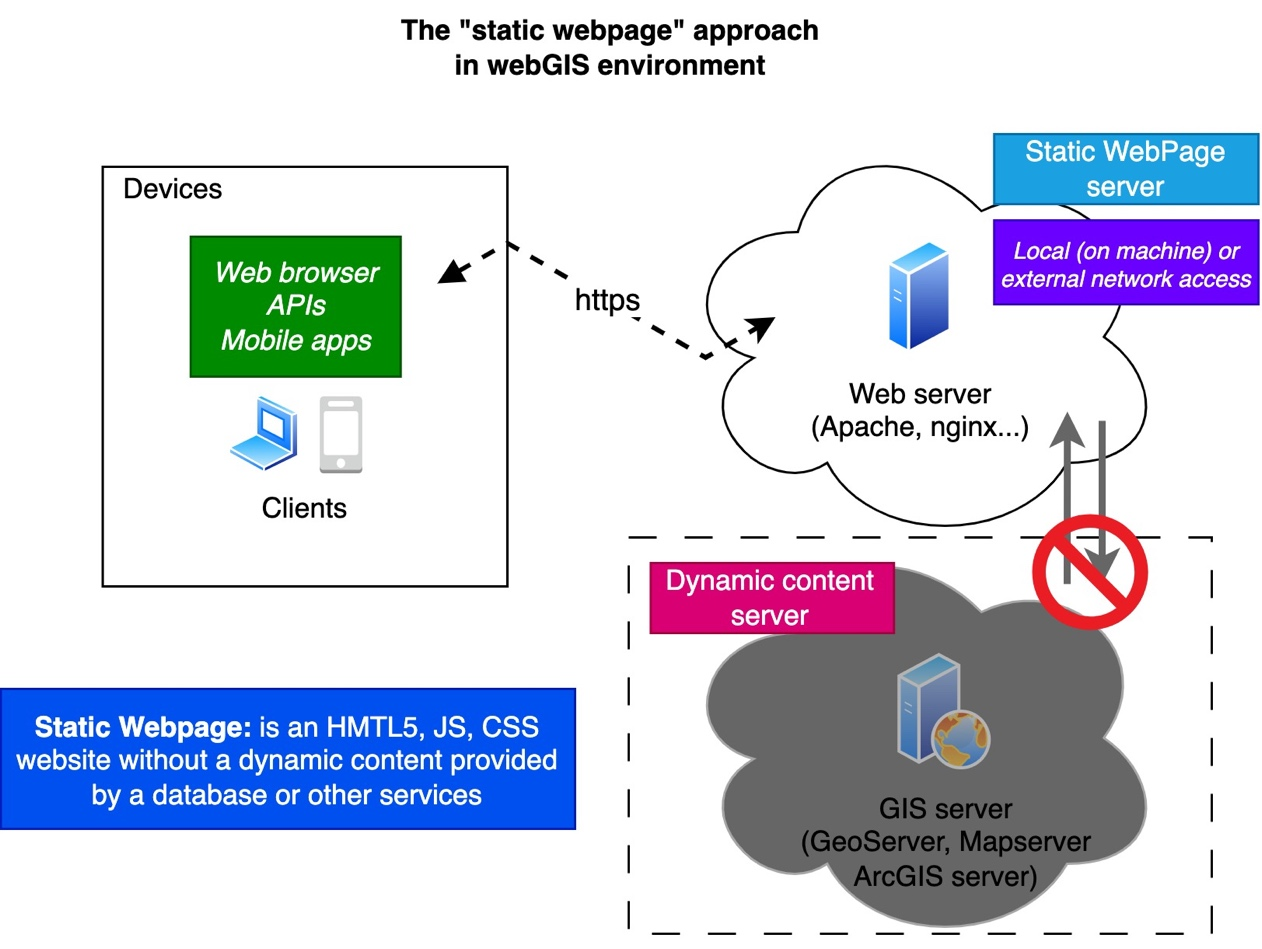 The "static webpage" approach
in webGIS environment
Static WebPage
server
Local (on machine) or
external network access
Devices
Web browser
APIs
Mobile apps
https
Web server
(Apache, nginx...)
Clients
Dynamic content
server
Static Webpage: is an HMTL5, JS, CSS
website without a dynamic content provided
by a database or other services
GIS server
(GeoServer, Mapserver
ArcGIS server)